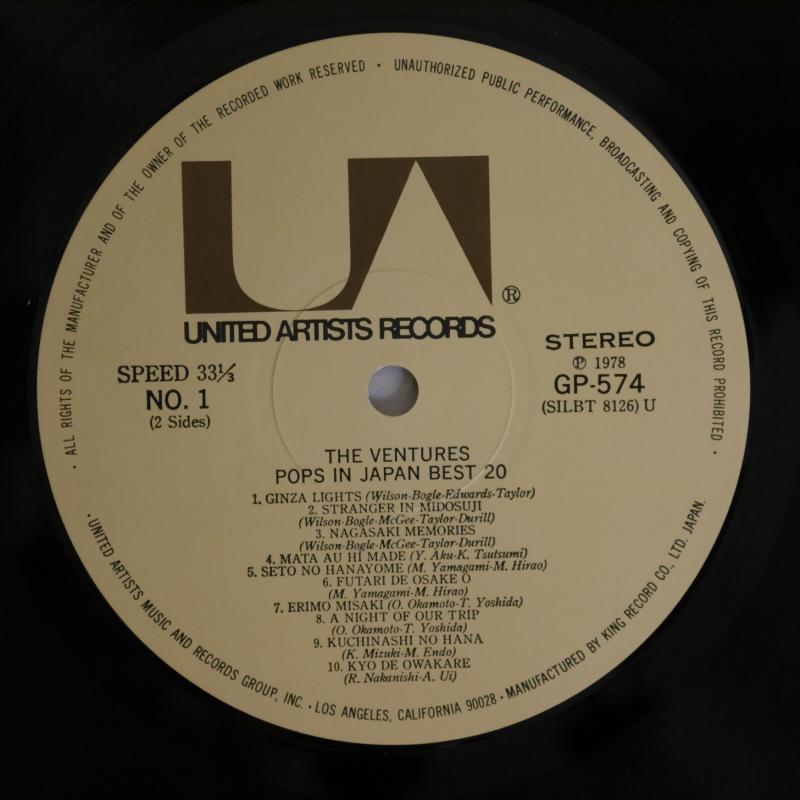 · ALL RIGHTS OF THE MANUFACTURER AND OF THE OWNER OF THE RECORDED WORK RESERVED · UNAUTHORIZED PUBLIC PERFORMANCE, BROADCASTING AND COPYING OF THIS RECORD PROHIBITED ·
UA
®
UNITED ARTISTS RECORDS
SPEED 33⅓
NO. 1
(2 Sides)
STEREO
Ⓟ 1978
GP-574
(SILBT 8126) U
THE VENTURES
POPS IN JAPAN BEST 20
1. GINZA LIGHTS (Wilson-Bogle-Edwards-Taylor)
2. STRANGER IN MIDOSUJI
(Wilson-Bogle-McGee-Taylor-Durill)
3. NAGASAKI MEMORIES
(Wilson-Bogle-McGee-Taylor-Durill)
4. MATA AU HI MADE (Y. Aku-K. Tsutsumi)
5. SETO NO HANAYOME (M. Yamagami-M. Hirao)
6. FUTARI DE OSAKE O
(M. Yamagami-M. Hirao)
7. ERIMO MISAKI (O. Okamoto-T. Yoshida)
8. A NIGHT OF OUR TRIP
(O. Okamoto-T. Yoshida)
9. KUCHINASHI NO HANA
(K. Mizuki-M. Endo)
10. KYO DE OWAKARE
(R. Nakanishi-A. Ui)
· UNITED ARTISTS MUSIC AND RECORDS GROUP, INC. · LOS ANGELES, CALIFORNIA 90028 · MANUFACTURED BY KING RECORD CO., LTD. JAPAN.